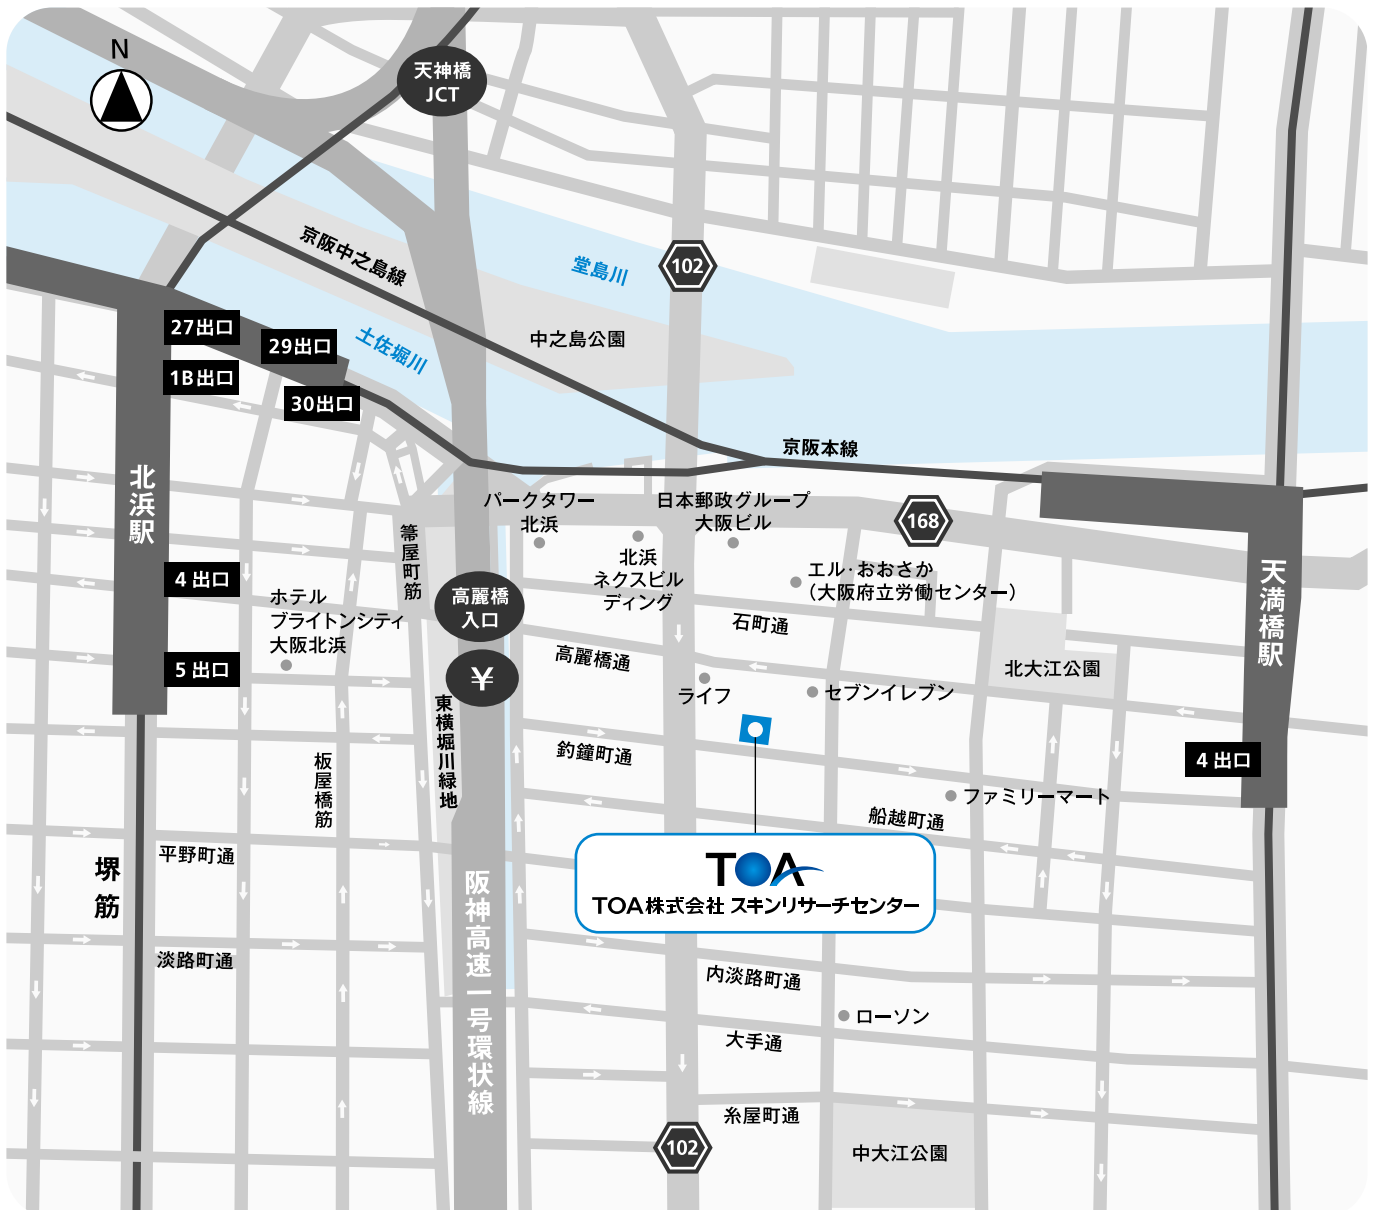 N
天神橋
JCT
京阪中之島線
堂島川
102
中之島公園
土佐堀川
27出口
29出口
1B出口
30出口
京阪本線
北浜駅
パークタワー
北浜
日本郵政グループ
大阪ビル
168
北浜
ネクスビル
ディング
エル・おおさか
（大阪府立労働センター）
箒屋町筋
天満橋駅
4 出口
ホテル
ブライトンシティ
大阪北浜
高麗橋
入口
石町通
5 出口
¥
高麗橋通
北大江公園
ライフ
セブンイレブン
東横堀川緑地
釣鐘町通
4 出口
板屋橋筋
ファミリーマート
船越町通
平野町通
堺筋
TOA
TOA株式会社 スキンリサーチセンター
阪神高速一号環状線
淡路町通
内淡路町通
ローソン
大手通
糸屋町通
102
中大江公園